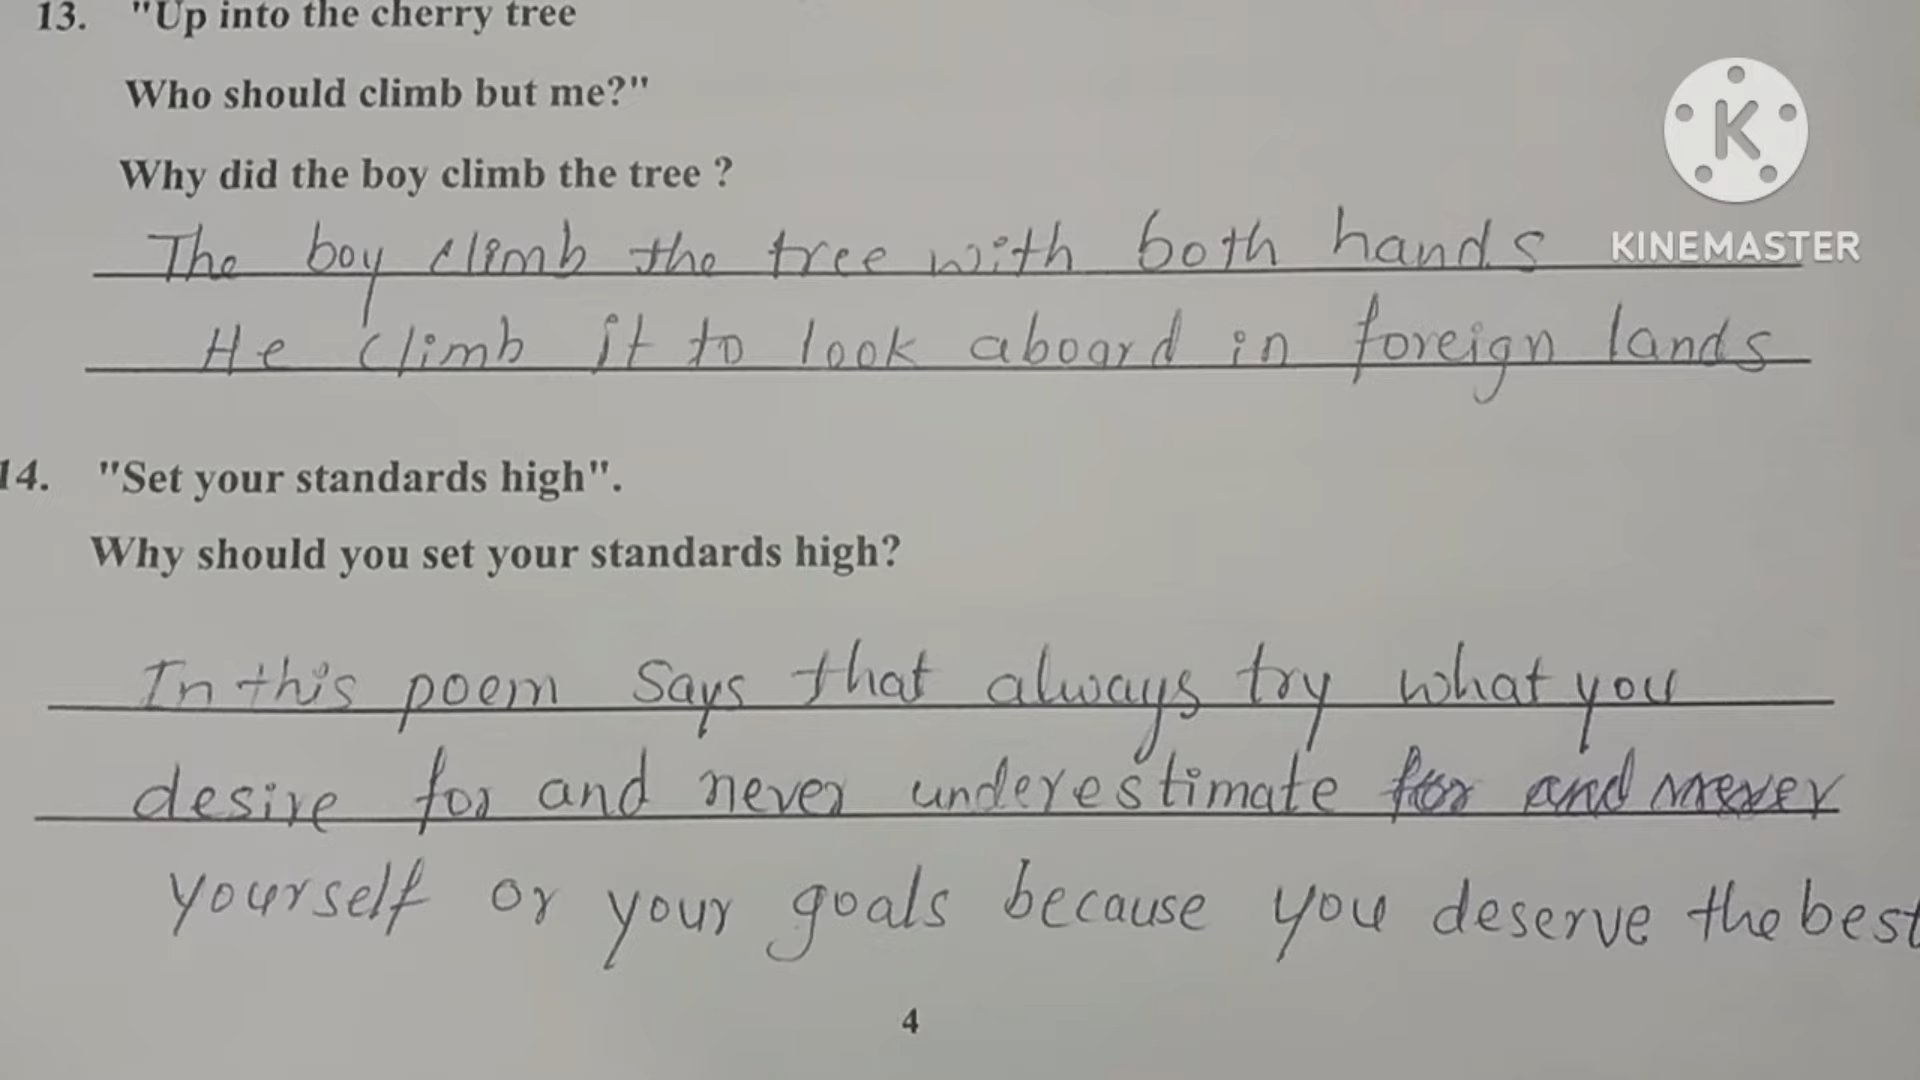 13. "Up into the cherry tree
Who should climb but me?"
Why did the boy climb the tree ?
The boy climb the tree with both hands
He climb it to look aboard in foreign lands
KINEMASTER
14. "Set your standards high".
Why should you set your standards high?
In this poem says that always try what you
desire for and never underestimate for and never
yourself or your goals because you deserve the best
4